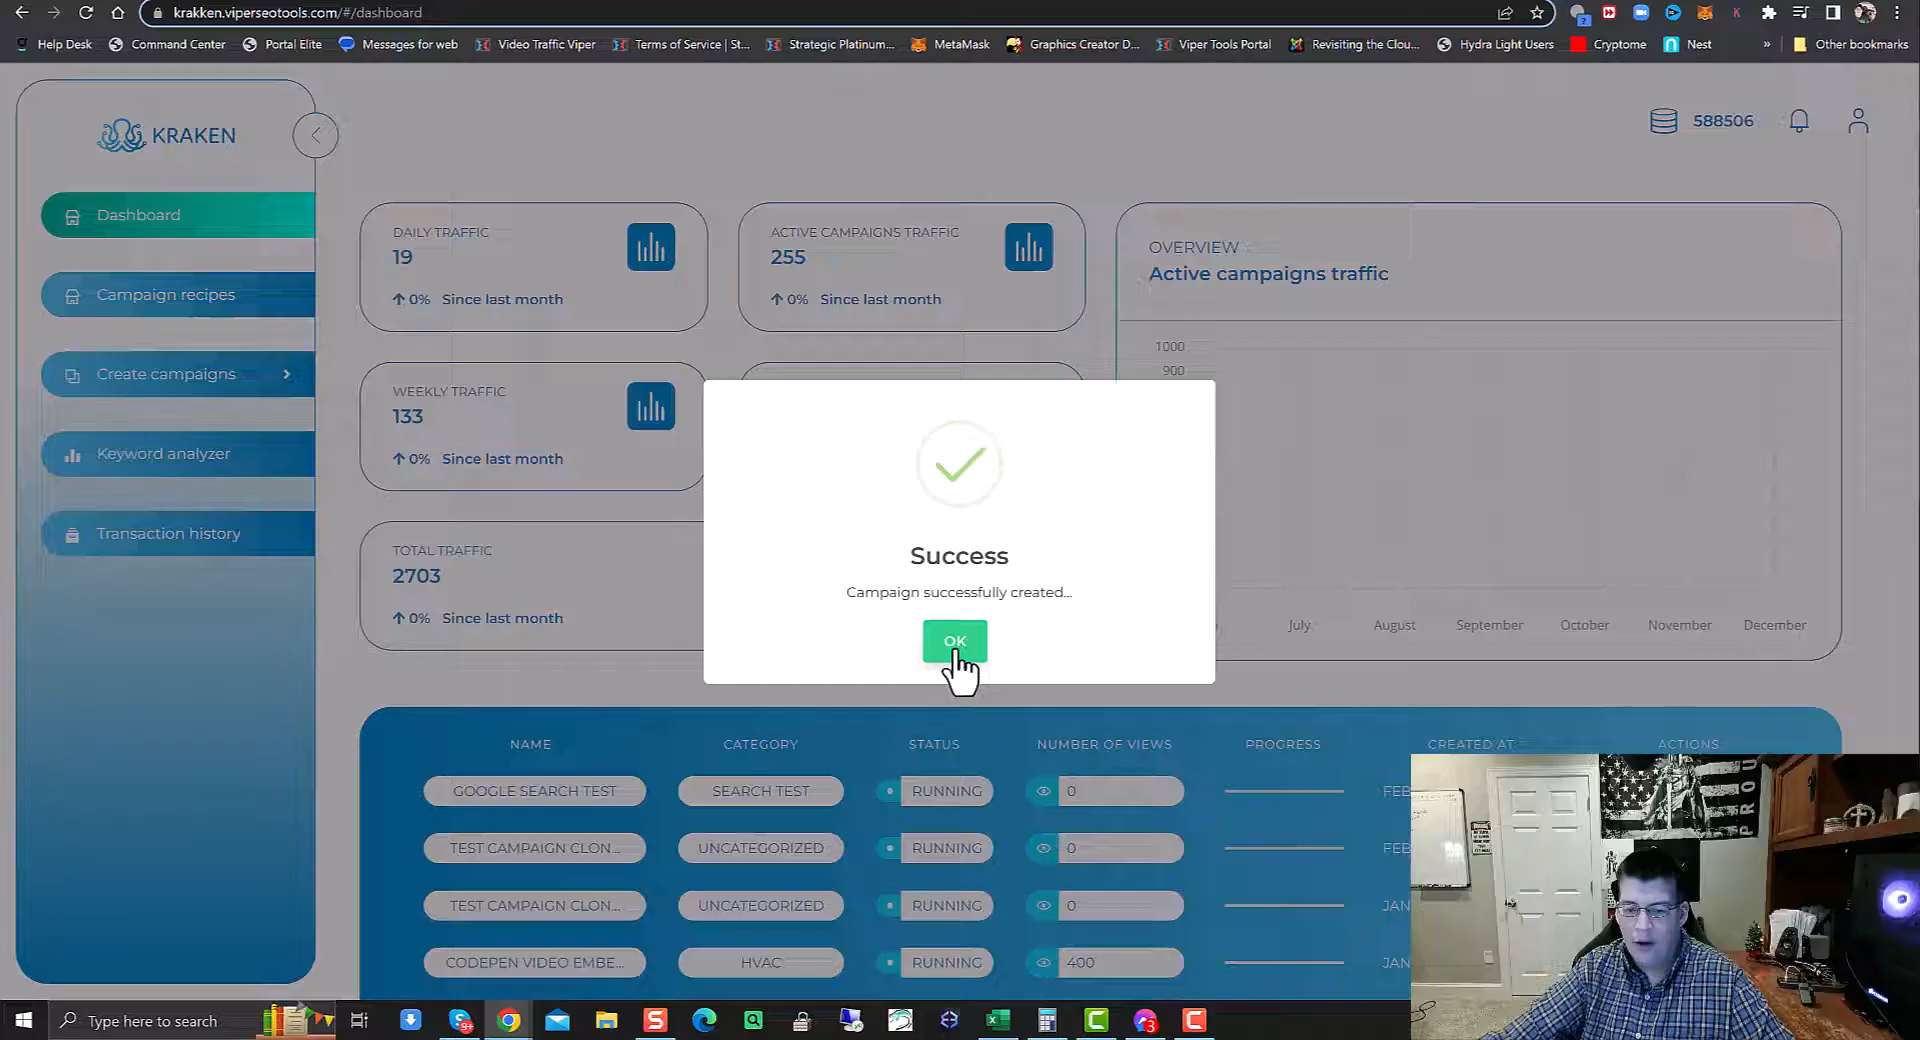 krakken.viperseotools.com/#/dashboard
Help Desk
Command Center
Portal Elite
Messages for web
Video Traffic Viper
Terms of Service | St...
Strategic Platinum...
MetaMask
Graphics Creator D...
Viper Tools Portal
Revisiting the Clou...
Hydra Light Users
Cryptome
Nest
»
Other bookmarks
KRAKEN
588506
Dashboard
Campaign recipes
Create campaigns
Keyword analyzer
Transaction history
DAILY TRAFFIC
19
0% Since last month
ACTIVE CAMPAIGNS TRAFFIC
255
0% Since last month
OVERVIEW
Active campaigns traffic
1000
900
WEEKLY TRAFFIC
133
0% Since last month
TOTAL TRAFFIC
2703
0% Since last month
Success
Campaign successfully created...
OK
July
August
September
October
November
December
NAME CATEGORY STATUS NUMBER OF VIEWS PROGRESS CREATED AT ACTIONS
GOOGLE SEARCH TEST SEARCH TEST RUNNING 0 FEB
TEST CAMPAIGN CLON... UNCATEGORIZED RUNNING 0 FEB
TEST CAMPAIGN CLON... UNCATEGORIZED RUNNING 0 JAN
CODEPEN VIDEO EMBE... HVAC RUNNING 400 JAN
PROU
Type here to search
9+
3